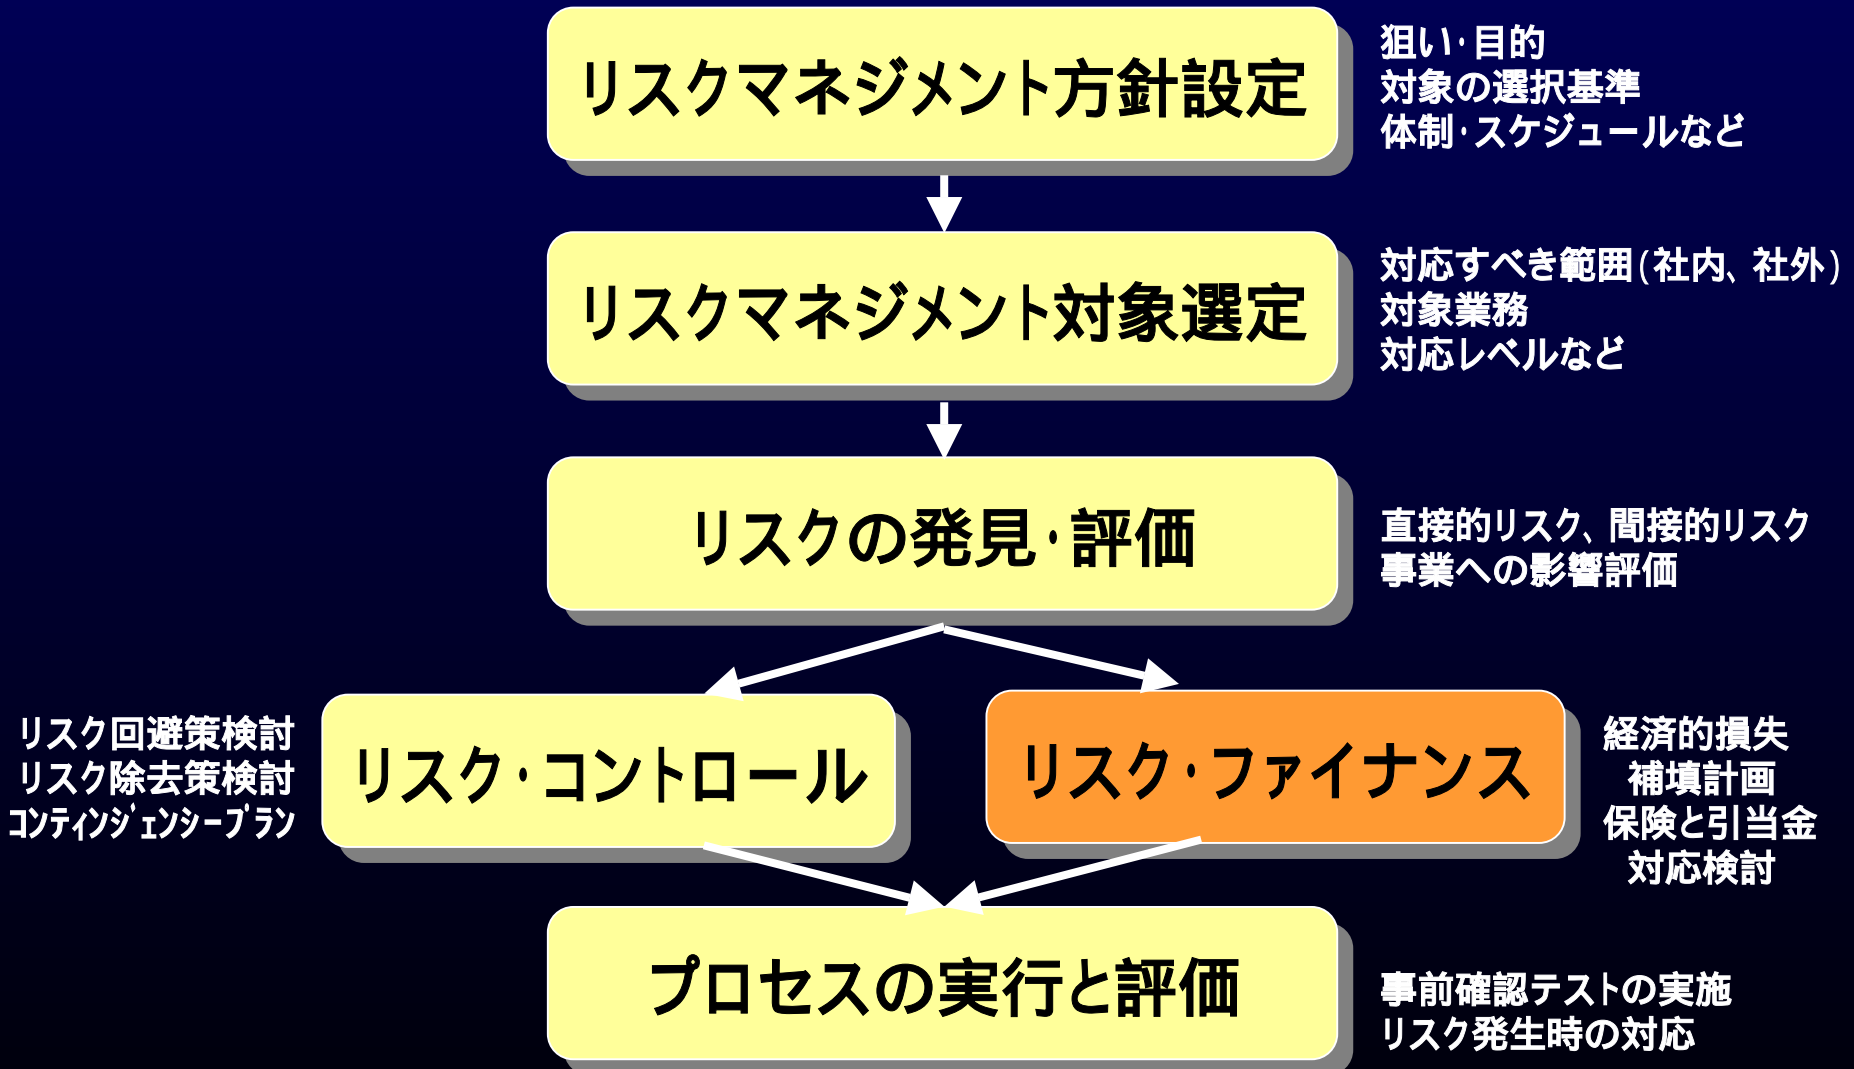 リスクマネジメント方針設定
狙い･目的
対象の選択基準
体制･スケジュールなど
リスクマネジメント対象選定
対応すべき範囲(社内、社外)
対象業務
対応レベルなど
リスクの発見･評価
直接的リスク、間接的リスク
事業への影響評価
リスク回避策検討
リスク除去策検討
ｺﾝﾃｨﾝｼﾞｪﾝｼｰﾌﾟﾗﾝ
リスク･コントロール
リスク･ファイナンス
経済的損失
補填計画
保険と引当金
対応検討
プロセスの実行と評価
事前確認テストの実施
リスク発生時の対応